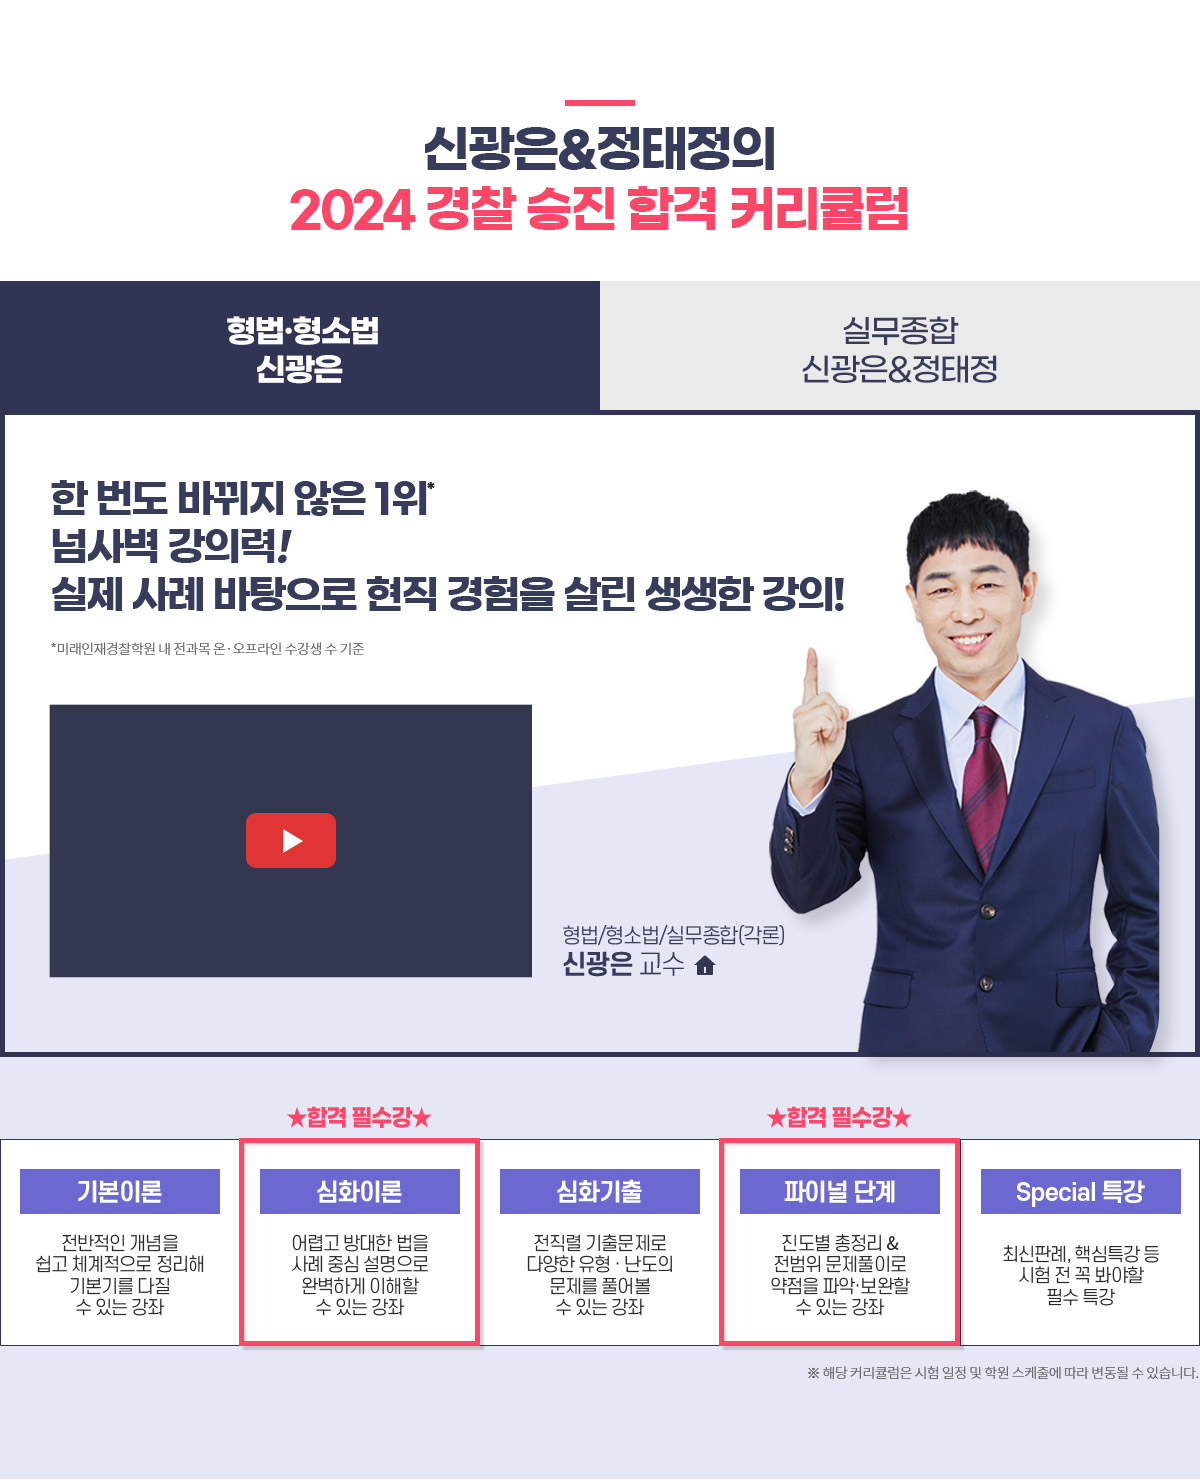 신광은&정태정의
2024 경찰 승진 합격 커리큘럼
형법·형소법
신광은
실무종합
신광은&정태정
한 번도 바뀌지 않은 1위*
넘사벽 강의력!
실제 사례 바탕으로 현직 경험을 살린 생생한 강의!
*미래인재경찰학원 내 전과목 온·오프라인 수강생 수 기준
형법/형소법/실무종합(각론)
신광은 교수
★합격 필수강★
★합격 필수강★
기본이론
전반적인 개념을
쉽고 체계적으로 정리해
기본기를 다질
수 있는 강좌
심화이론
어렵고 방대한 법을
사례 중심 설명으로
완벽하게 이해할
수 있는 강좌
심화기출
전직렬 기출문제로
다양한 유형·난도의
문제를 풀어볼
수 있는 강좌
파이널 단계
진도별 총정리 &
전범위 문제풀이로
약점을 파악·보완할
수 있는 강좌
Special 특강
최신판례, 핵심특강 등
시험 전 꼭 봐야할
필수 특강
※ 해당 커리큘럼은 시험 일정 및 학원 스케줄에 따라 변동될 수 있습니다.